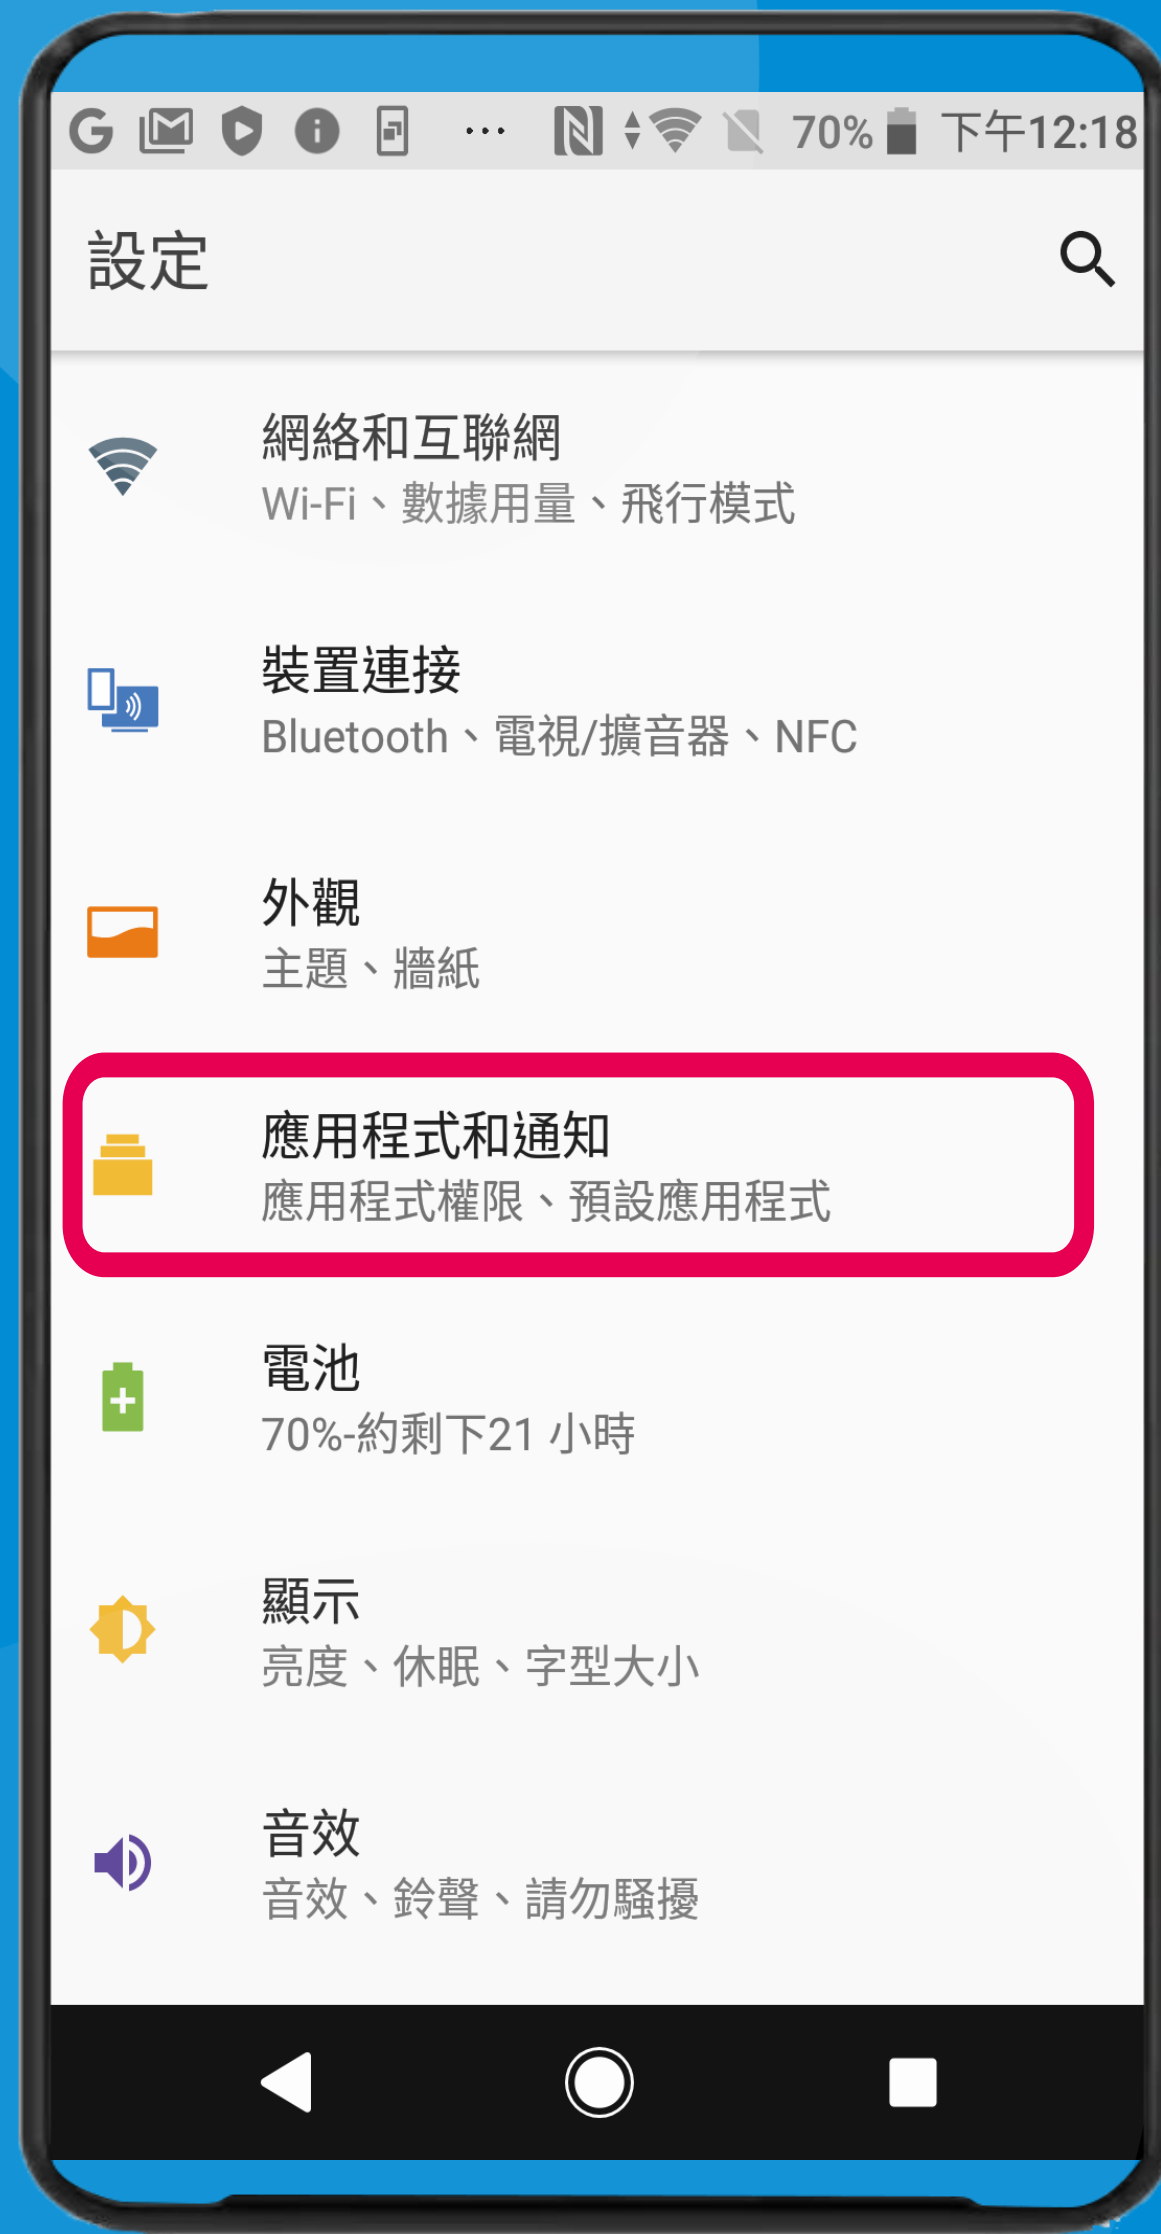 70% 下午12:18
設定
網絡和互聯網
Wi-Fi、數據用量、飛行模式
裝置連接
Bluetooth、電視/擴音器、NFC
外觀
主題、牆紙
應用程式和通知
應用程式權限、預設應用程式
電池
70%-約剩下21 小時
顯示
亮度、休眠、字型大小
音效
音效、鈴聲、請勿騷擾